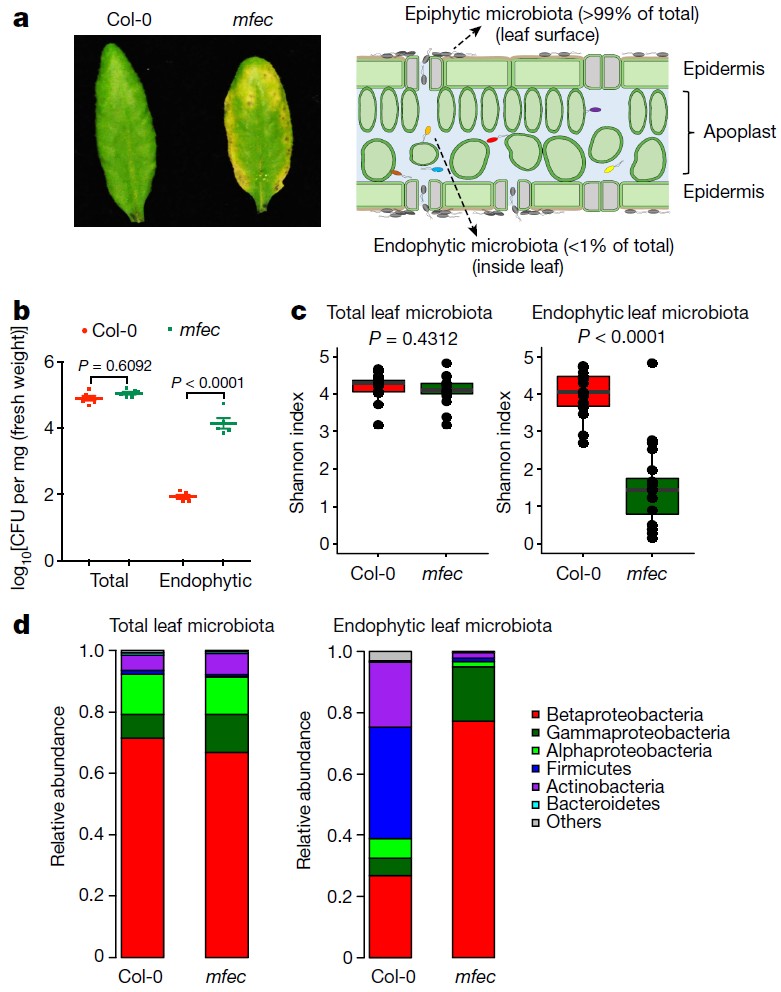 a
Col-0
mfec
Epiphytic microbiota (>99% of total)
(leaf surface)
Epidermis
Apoplast
Epidermis
Endophytic microbiota (<1% of total)
(inside leaf)
b
Col-0
mfec
log10[CFU per mg (fresh weight)]
6
4
2
0
P = 0.6092
P < 0.0001
Total
Endophytic
c
Total leaf microbiota
P = 0.4312
Shannon index
5
4
3
2
1
0
Col-0
mfec
Endophytic leaf microbiota
P < 0.0001
Shannon index
5
4
3
2
1
0
Col-0
mfec
d
Total leaf microbiota
Relative abundance
1.0
0.8
0.6
0.4
0.2
0
Col-0
mfec
Endophytic leaf microbiota
Relative abundance
1.0
0.8
0.6
0.4
0.2
0
Col-0
mfec
Betaproteobacteria
Gammaproteobacteria
Alphaproteobacteria
Firmicutes
Actinobacteria
Bacteroidetes
Others